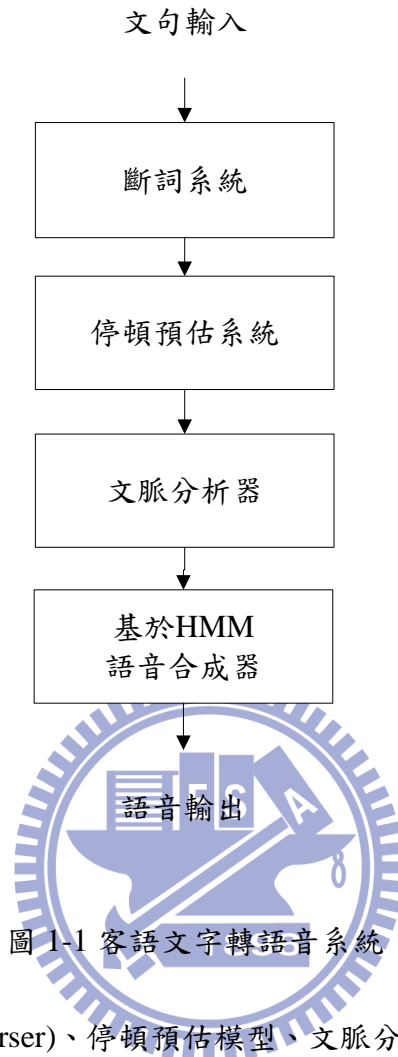 文句輸入
斷詞系統
停頓預估系統
文脈分析器
基於HMM
語音合成器
語音輸出
圖 1-1 客語文字轉語音系統
rser)、停頓預估模型、文脈分